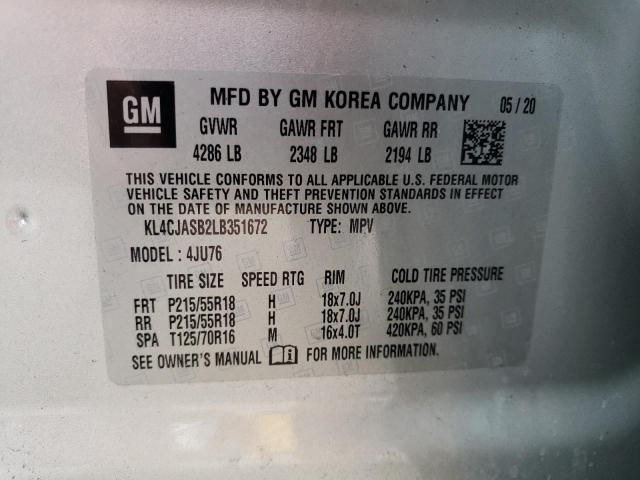 GM MFD BY GM KOREA COMPANY 05 / 20
GVWR GAWR FRT GAWR RR
4286 LB 2348 LB 2194 LB
THIS VEHICLE CONFORMS TO ALL APPLICABLE U.S. FEDERAL MOTOR
VEHICLE SAFETY AND THEFT PREVENTION STANDARDS IN EFFECT
ON THE DATE OF MANUFACTURE SHOWN ABOVE.
KL4CJASB2LB351672 TYPE: MPV
MODEL : 4JU76
TIRE SIZE SPEED RTG RIM COLD TIRE PRESSURE
FRT P215/55R18 H 18x7.0J 240KPA, 35 PSI
RR P215/55R18 H 18x7.0J 240KPA, 35 PSI
SPA T125/70R16 M 16x4.0T 420KPA, 60 PSI
SEE OWNER'S MANUAL FOR MORE INFORMATION.